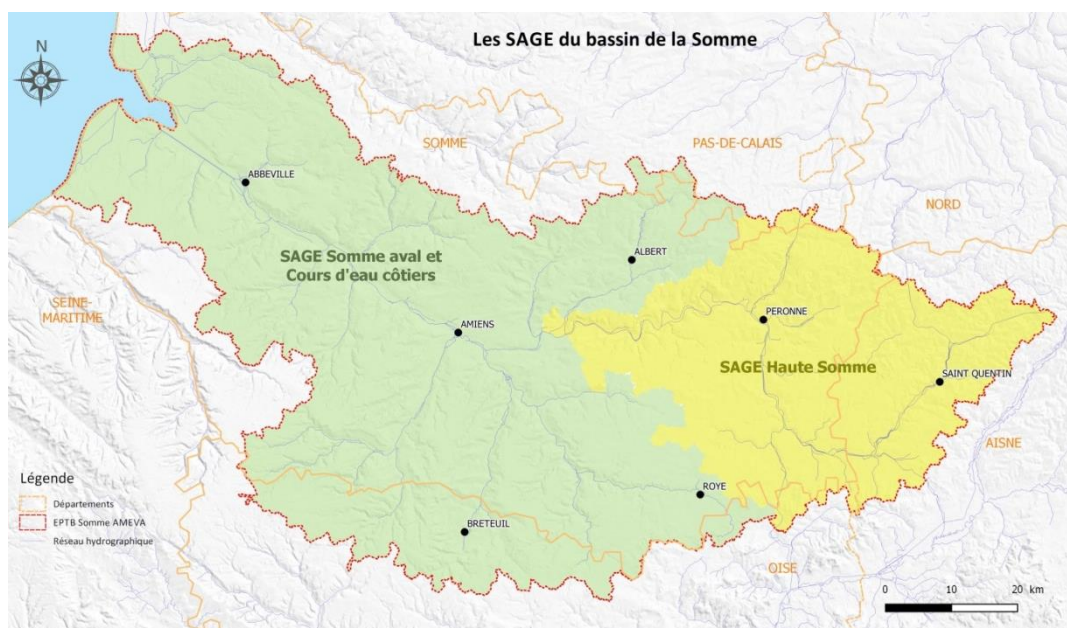 Les SAGE du bassin de la Somme
N
SOMME
PAS-DE-CALAIS
ABBEVILLE
NORD
ALBERT
SAGE Somme aval et
Cours d'eau côtiers
SEINE-
MARITIME
PERONNE
AMIENS
SAGE Haute Somme
SAINT QUENTIN
AISNE
Légende
Départements
EPTB Somme AMEVA
Réseau hydrographique
ROYE
BRETEUIL
OISE
0 10 20 km